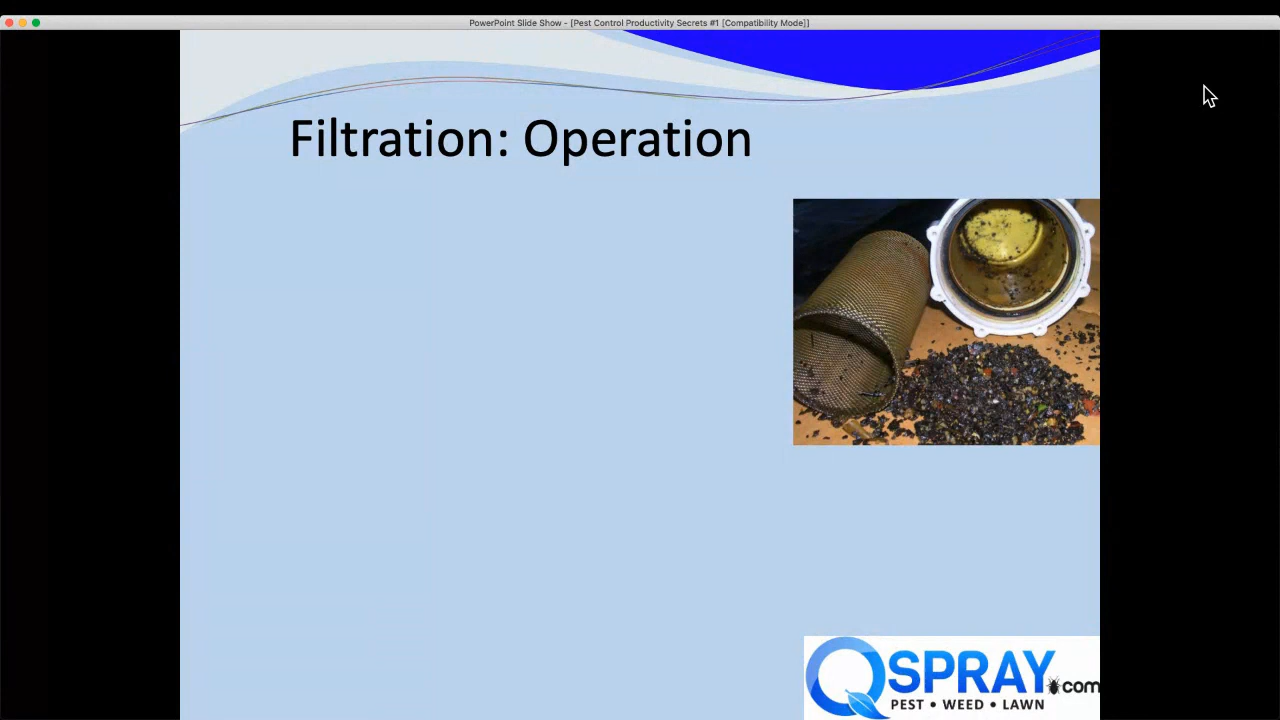 PowerPoint Slide Show - [Pest Control Productivity Secrets #1 [Compatibility Mode]]
Filtration: Operation
QSPRAY.com
PEST • WEED • LAWN